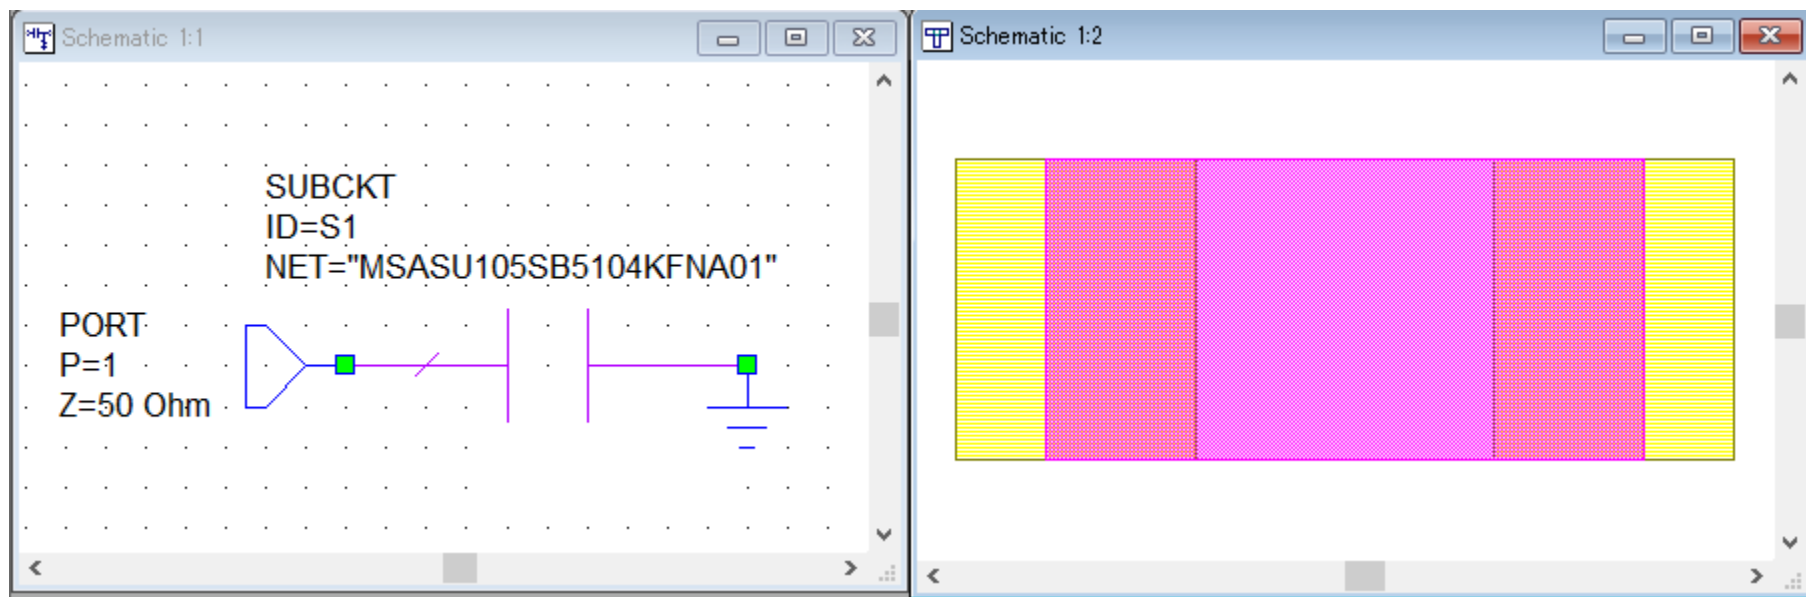 Schematic 1:1
SUBCKT
ID=S1
NET="MSASU105SB5104KFNA01"
PORT
P=1
Z=50 Ohm
Schematic 1:2